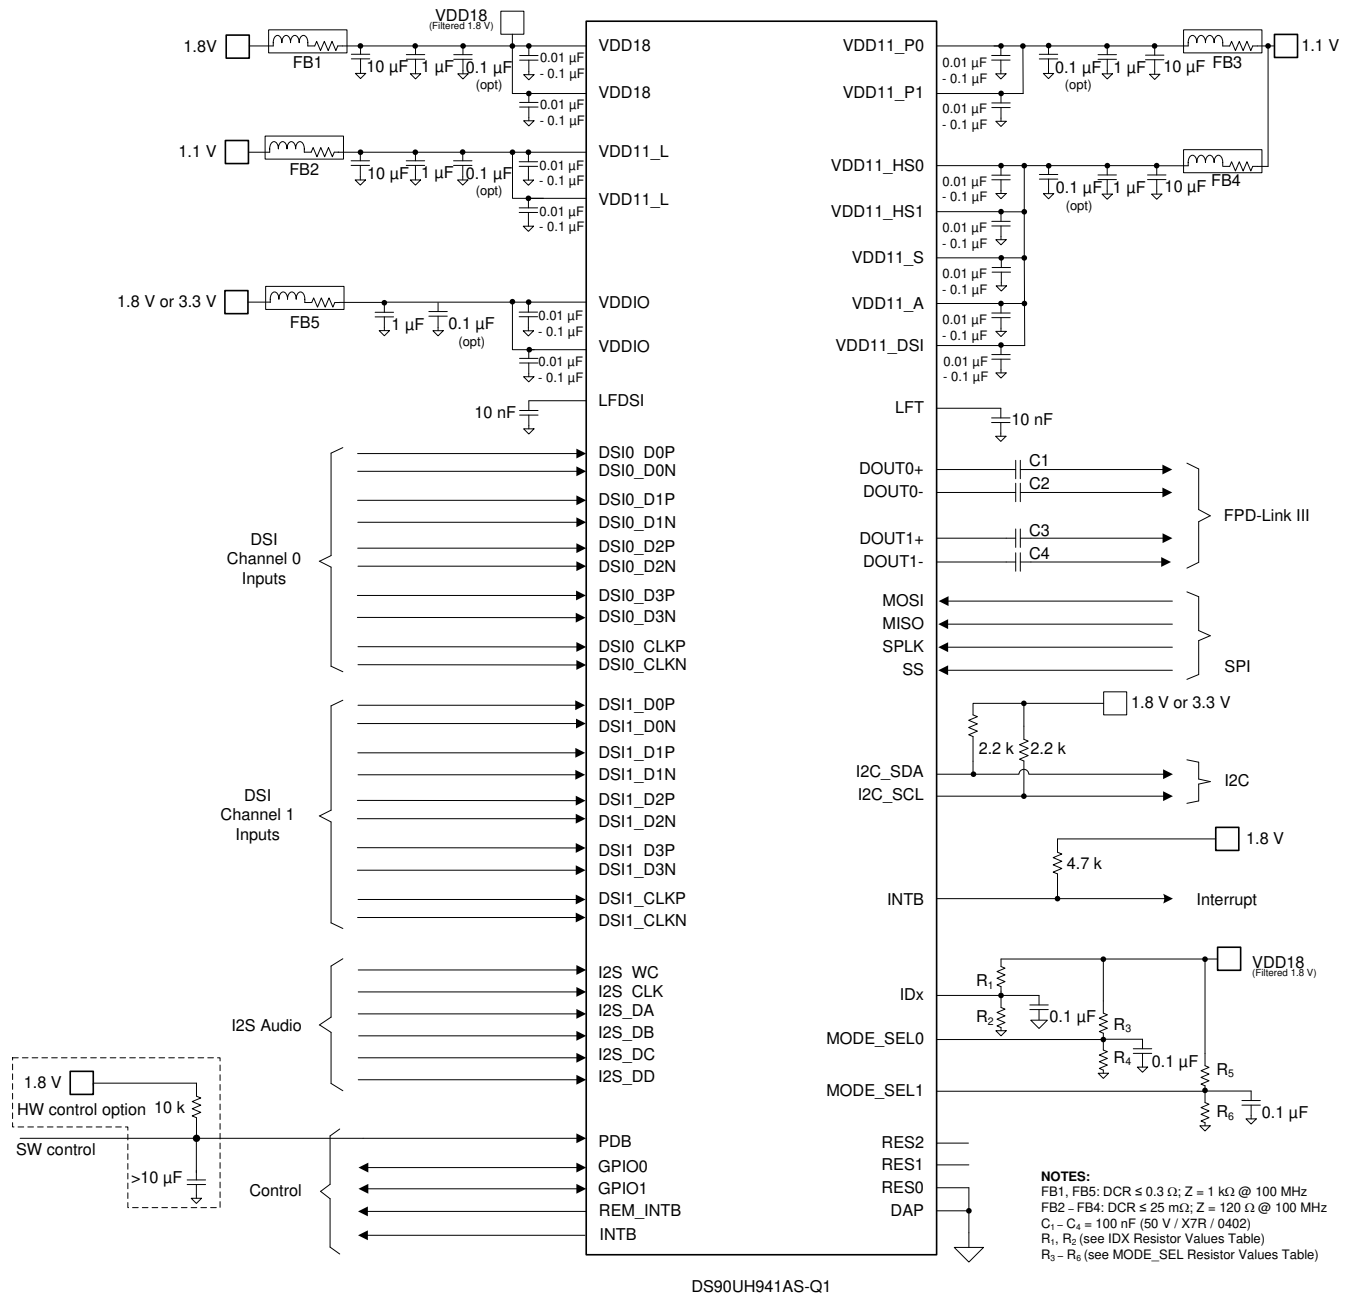 VDD18
(Filtered 1.8 V)
1.8V
FB1
10 µF
1 µF
0.1 µF
(opt)
0.01 µF
- 0.1 µF
0.01 µF
- 0.1 µF
VDD18
VDD18
1.1 V
FB2
10 µF
1 µF
0.1 µF
(opt)
0.01 µF
- 0.1 µF
0.01 µF
- 0.1 µF
VDD11_L
VDD11_L
1.8 V or 3.3 V
FB5
1 µF
0.1 µF
(opt)
0.01 µF
- 0.1 µF
0.01 µF
- 0.1 µF
VDDIO
VDDIO
10 nF
LFDSI
DSI
Channel 0
Inputs
DSI0_D0P
DSI0_D0N
DSI0_D1P
DSI0_D1N
DSI0_D2P
DSI0_D2N
DSI0_D3P
DSI0_D3N
DSI0_CLKP
DSI0_CLKN
DSI
Channel 1
Inputs
DSI1_D0P
DSI1_D0N
DSI1_D1P
DSI1_D1N
DSI1_D2P
DSI1_D2N
DSI1_D3P
DSI1_D3N
DSI1_CLKP
DSI1_CLKN
I2S Audio
I2S_WC
I2S_CLK
I2S_DA
I2S_DB
I2S_DC
I2S_DD
1.8 V
HW control option
10 k
SW control
>10 µF
Control
PDB
GPIO0
GPIO1
REM_INTB
INTB
VDD11_P0
VDD11_P1
0.01 µF
- 0.1 µF
0.01 µF
- 0.1 µF
0.1 µF
(opt)
1 µF
10 µF
FB3
1.1 V
VDD11_HS0
VDD11_HS1
VDD11_S
VDD11_A
VDD11_DSI
0.01 µF
- 0.1 µF
0.01 µF
- 0.1 µF
0.01 µF
- 0.1 µF
0.01 µF
- 0.1 µF
0.01 µF
- 0.1 µF
0.1 µF
(opt)
1 µF
10 µF
FB4
LFT
10 nF
DOUT0+
C1
DOUT0-
C2
DOUT1+
C3
DOUT1-
C4
FPD-Link III
MOSI
MISO
SPLK
SS
SPI
1.8 V or 3.3 V
2.2 k
2.2 k
I2C_SDA
I2C_SCL
I2C
1.8 V
4.7 k
INTB
Interrupt
VDD18
(Filtered 1.8 V)
IDx
R1
R2
0.1 µF
MODE_SEL0
R3
R4
0.1 µF
MODE_SEL1
R5
R6
0.1 µF
RES2
RES1
RES0
DAP
NOTES:
FB1, FB5: DCR ≤ 0.3 Ω; Z = 1 kΩ @ 100 MHz
FB2 – FB4: DCR ≤ 25 mΩ; Z = 120 Ω @ 100 MHz
C1 – C4 = 100 nF (50 V / X7R / 0402)
R1, R2 (see IDX Resistor Values Table)
R3 – R6 (see MODE_SEL Resistor Values Table)
DS90UH941AS-Q1